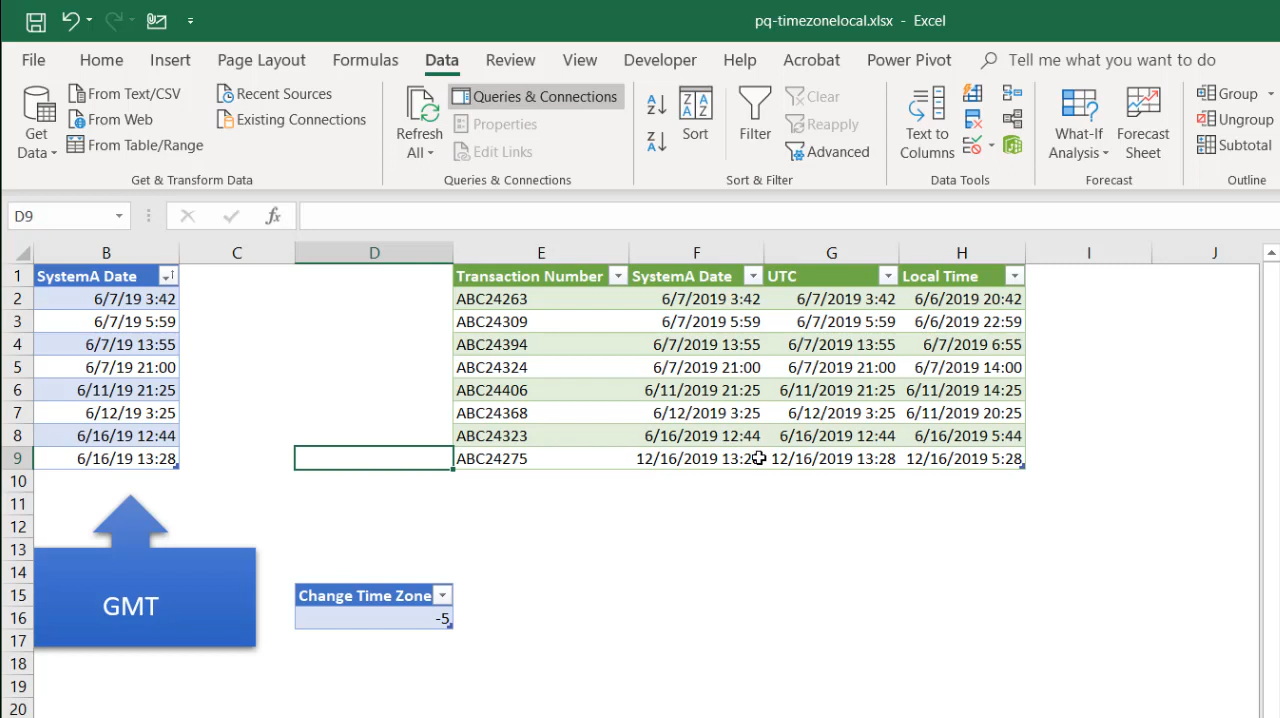 pq-timezonelocal.xlsx - Excel
File Home Insert Page Layout Formulas Data Review View Developer Help Acrobat Power Pivot Tell me what you want to do
Get Data
From Text/CSV
From Web
From Table/Range
Recent Sources
Existing Connections
Get & Transform Data
Refresh All
Queries & Connections
Properties
Edit Links
Queries & Connections
Sort
Filter
Clear
Reapply
Advanced
Sort & Filter
Text to Columns
Data Tools
What-If Analysis
Forecast Sheet
Forecast
Group
Ungroup
Subtotal
Outline
D9 fx
B C D E F G H I J
1 SystemA Date Transaction Number SystemA Date UTC Local Time
2 6/7/19 3:42 ABC24263 6/7/2019 3:42 6/7/2019 3:42 6/6/2019 20:42
3 6/7/19 5:59 ABC24309 6/7/2019 5:59 6/7/2019 5:59 6/6/2019 22:59
4 6/7/19 13:55 ABC24394 6/7/2019 13:55 6/7/2019 13:55 6/7/2019 6:55
5 6/7/19 21:00 ABC24324 6/7/2019 21:00 6/7/2019 21:00 6/7/2019 14:00
6 6/11/19 21:25 ABC24406 6/11/2019 21:25 6/11/2019 21:25 6/11/2019 14:25
7 6/12/19 3:25 ABC24368 6/12/2019 3:25 6/12/2019 3:25 6/11/2019 20:25
8 6/16/19 12:44 ABC24323 6/16/2019 12:44 6/16/2019 12:44 6/16/2019 5:44
9 6/16/19 13:28 ABC24275 12/16/2019 12/16/2019 13:28 12/16/2019 5:28
10
11
12
13
14
15 Change Time Zone
16 -5
GMT
17
18
19
20